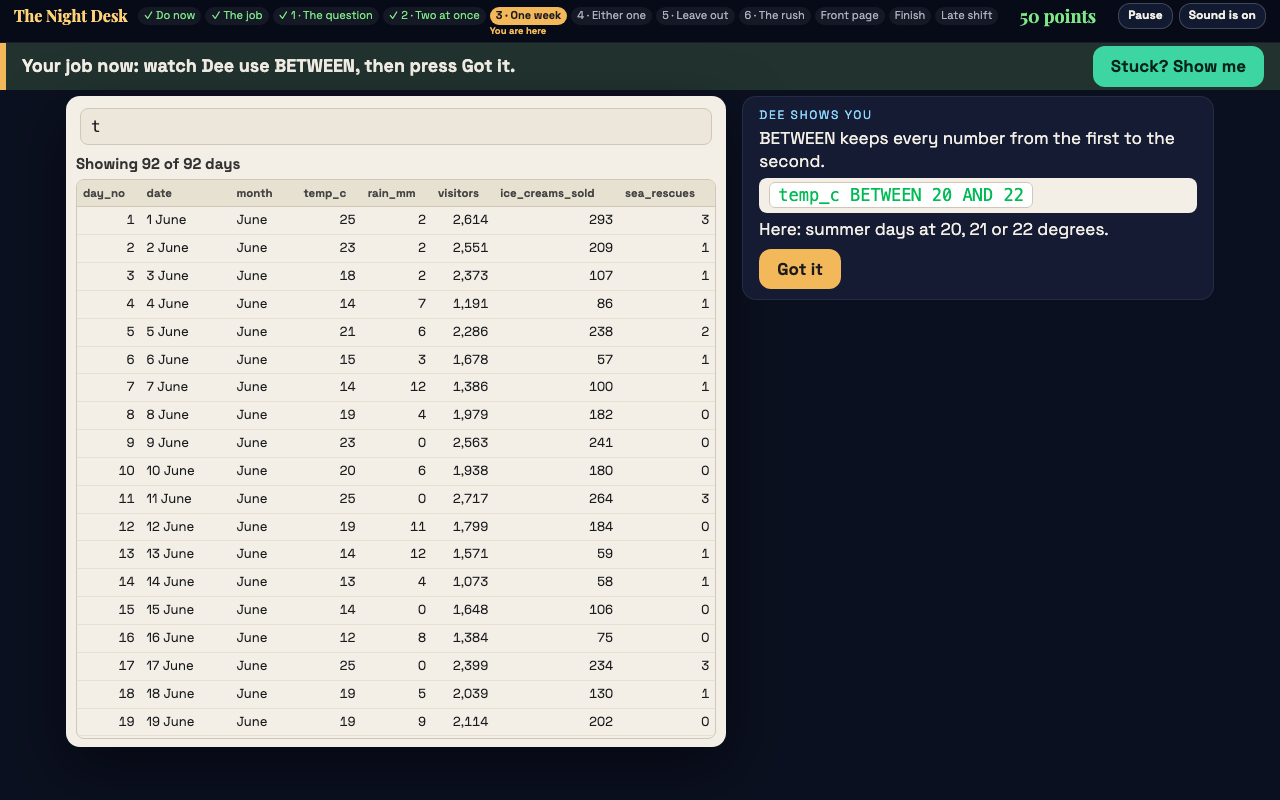 The Night Desk ✓ Do now ✓ The job ✓ 1 · The question ✓ 2 · Two at once 3 · One week 4 · Either one 5 · Leave out 6 · The rush Front page Finish Late shift 50 points Pause Sound is on
You are here
Your job now: watch Dee use BETWEEN, then press Got it. Stuck? Show me
t
Showing 92 of 92 days
day_no date month temp_c rain_mm visitors ice_creams_sold sea_rescues
1 1 June June 25 2 2,614 293 3
2 2 June June 23 2 2,551 209 1
3 3 June June 18 2 2,373 107 1
4 4 June June 14 7 1,191 86 1
5 5 June June 21 6 2,286 238 2
6 6 June June 15 3 1,678 57 1
7 7 June June 14 12 1,386 100 1
8 8 June June 19 4 1,979 182 0
9 9 June June 23 0 2,563 241 0
10 10 June June 20 6 1,938 180 0
11 11 June June 25 0 2,717 264 3
12 12 June June 19 11 1,799 184 0
13 13 June June 14 12 1,571 59 1
14 14 June June 13 4 1,073 58 1
15 15 June June 14 0 1,648 106 0
16 16 June June 12 8 1,384 75 0
17 17 June June 25 0 2,399 234 3
18 18 June June 19 5 2,039 130 1
19 19 June June 19 9 2,114 202 0
DEE SHOWS YOU
BETWEEN keeps every number from the first to the
second.
temp_c BETWEEN 20 AND 22
Here: summer days at 20, 21 or 22 degrees.
Got it